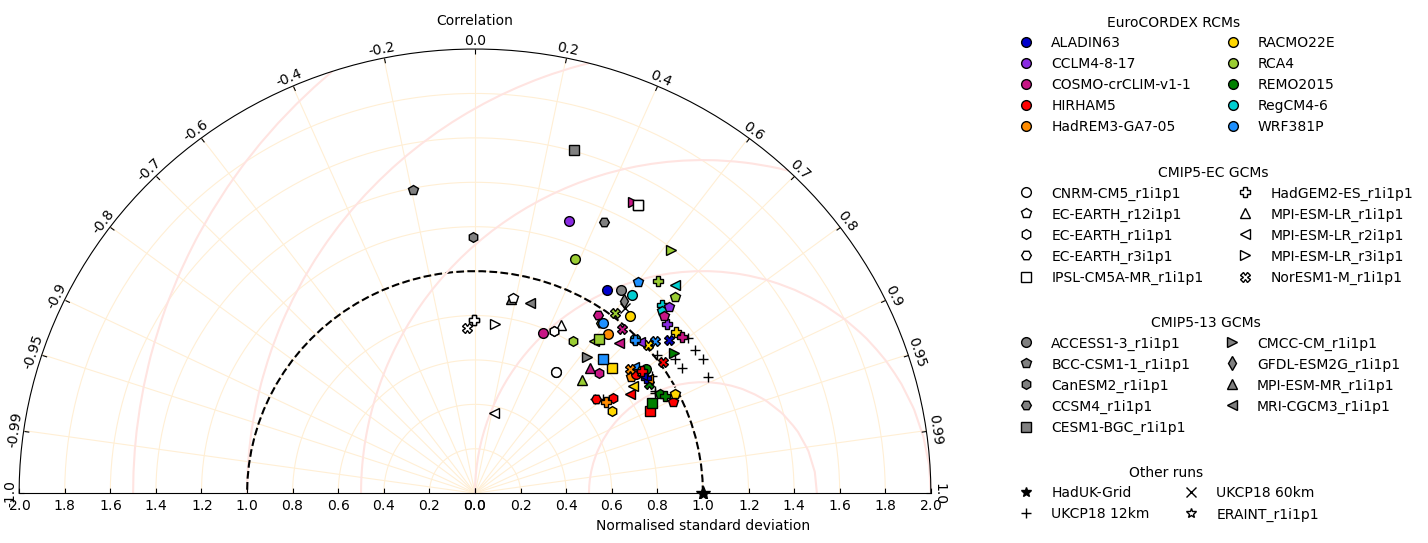 Correlation
0.0
-0.2
0.2
-0.4
0.4
-0.6
0.6
-0.7
0.7
-0.8
0.8
-0.9
0.9
-0.95
0.95
-0.99
0.99
-1.0
1.0
2.0 1.8 1.6 1.4 1.2 1.0 0.8 0.6 0.4 0.2 0.0 0.2 0.4 0.6 0.8 1.0 1.2 1.4 1.6 1.8 2.0
Normalised standard deviation
EuroCORDEX RCMs
ALADIN63 RACMO22E
CCLM4-8-17 RCA4
COSMO-crCLIM-v1-1 REMO2015
HIRHAM5 RegCM4-6
HadREM3-GA7-05 WRF381P
CMIP5-EC GCMs
CNRM-CM5_r1i1p1 HadGEM2-ES_r1i1p1
EC-EARTH_r12i1p1 MPI-ESM-LR_r1i1p1
EC-EARTH_r1i1p1 MPI-ESM-LR_r2i1p1
EC-EARTH_r3i1p1 MPI-ESM-LR_r3i1p1
IPSL-CM5A-MR_r1i1p1 NorESM1-M_r1i1p1
CMIP5-13 GCMs
ACCESS1-3_r1i1p1 CMCC-CM_r1i1p1
BCC-CSM1-1_r1i1p1 GFDL-ESM2G_r1i1p1
CanESM2_r1i1p1 MPI-ESM-MR_r1i1p1
CCSM4_r1i1p1 MRI-CGCM3_r1i1p1
CESM1-BGC_r1i1p1
Other runs
HadUK-Grid UKCP18 60km
UKCP18 12km ERAINT_r1i1p1